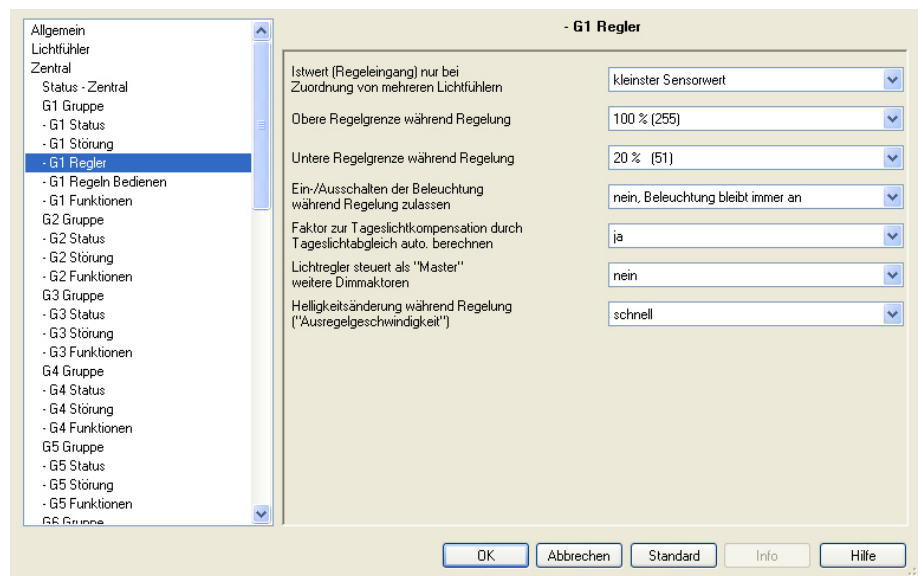 Allgemein
Lichtfühler
Zentral
Status - Zentral
G1 Gruppe
- G1 Status
- G1 Störung
- G1 Regler
- G1 Regeln Bedienen
- G1 Funktionen
G2 Gruppe
- G2 Status
- G2 Störung
- G2 Funktionen
G3 Gruppe
- G3 Status
- G3 Störung
- G3 Funktionen
G4 Gruppe
- G4 Status
- G4 Störung
- G4 Funktionen
G5 Gruppe
- G5 Status
- G5 Störung
- G5 Funktionen
G6 Gruppe
- G1 Regler
Istwert (Regeleingang) nur bei
Zuordnung von mehreren Lichtfühlern
kleinster Sensorwert
Obere Regelgrenze während Regelung
100 % (255)
Untere Regelgrenze während Regelung
20 % (51)
Ein-/Ausschalten der Beleuchtung
während Regelung zulassen
nein, Beleuchtung bleibt immer an
Faktor zur Tageslichtkompensation durch
Tageslichtabgleich auto. berechnen
ja
Lichtregler steuert als "Master"
weitere Dimmaktoren
nein
Helligkeitsänderung während Regelung
("Ausregelgeschwindigkeit")
schnell
OK
Abbrechen
Standard
Info
Hilfe